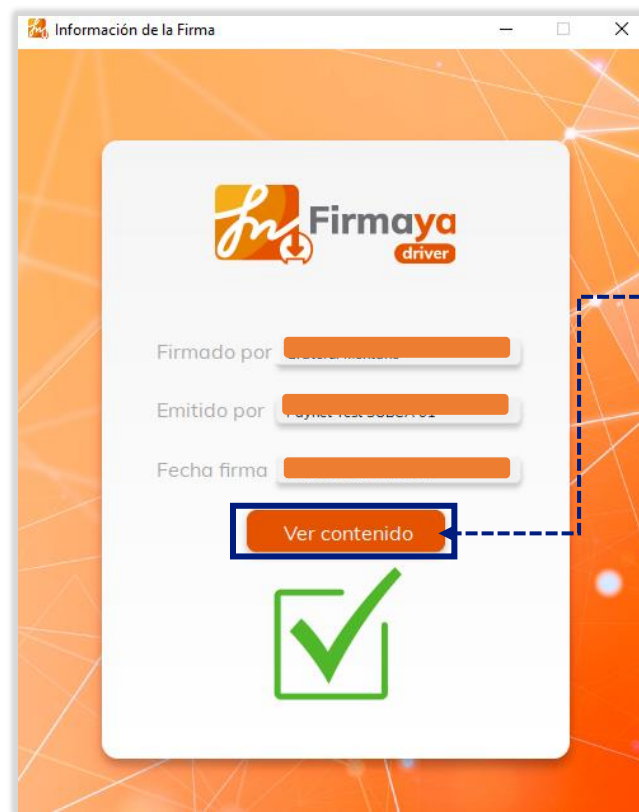 Información de la Firma
Firmaya
driver
Firmado por
Emitido por
Fecha firma
Ver contenido